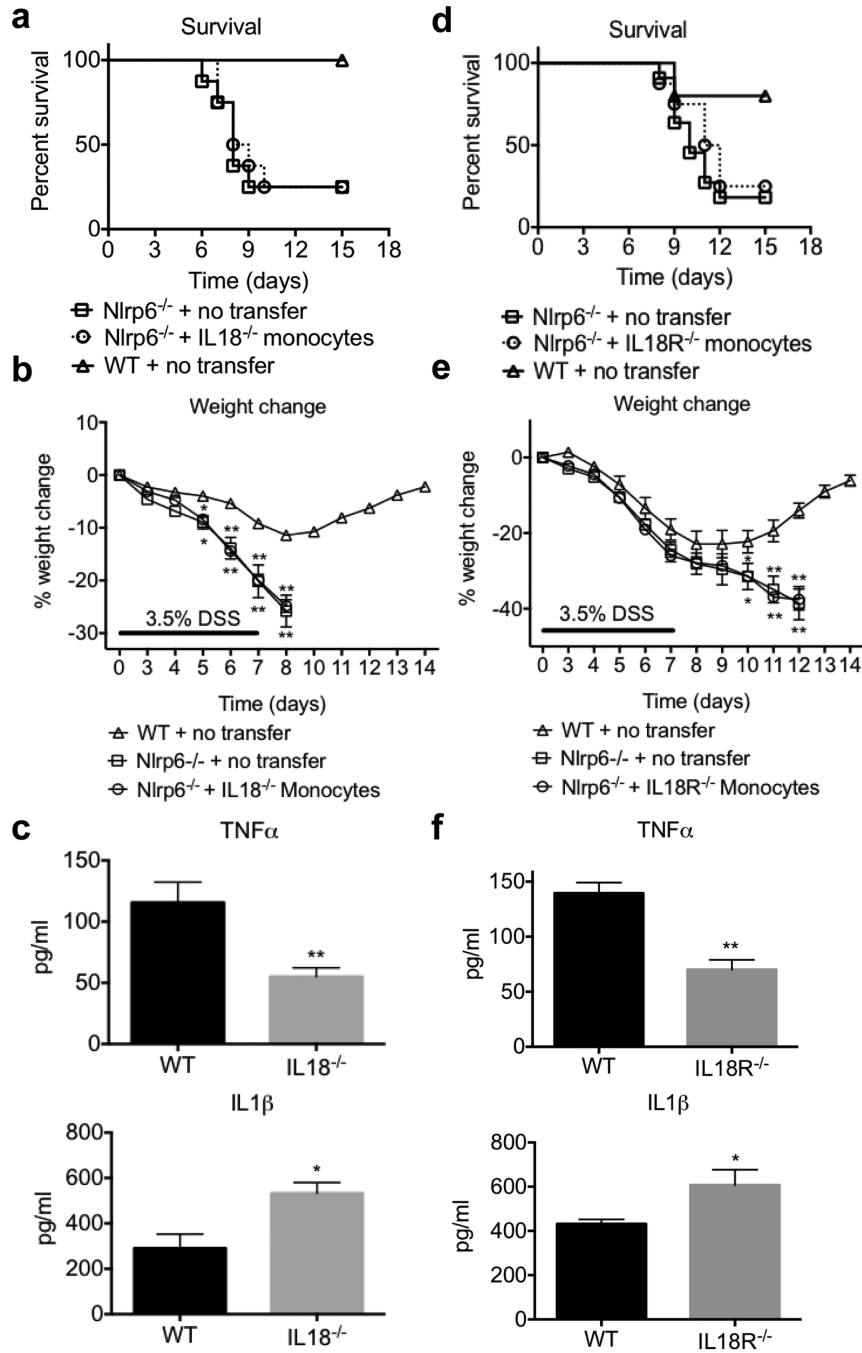 a
Survival
Percent survival
100
50
0
0 3 6 9 12 15 18
Time (days)
Nlrp6-/- + no transfer
Nlrp6-/- + IL18-/- monocytes
WT + no transfer
b
Weight change
% weight change
10
0
-10
-20
-30
* ** ** **
* ** ** **
3.5% DSS
0 3 4 5 6 7 8 10 11 12 13 14
Time (days)
WT + no transfer
Nlrp6-/- + no transfer
Nlrp6-/- + IL18-/- Monocytes
c
TNFα
pg/ml
150
100
50
0
**
WT IL18-/-
IL1β
pg/ml
800
600
400
200
0
*
WT IL18-/-
d
Survival
Percent survival
100
50
0
0 3 6 9 12 15 18
Time (days)
Nlrp6-/- + no transfer
Nlrp6-/- + IL18R-/- monocytes
WT + no transfer
e
Weight change
% weight change
0
-20
-40
* ** **
* ** **
3.5% DSS
0 3 4 5 6 7 8 9 10 11 12 13 14
Time (days)
WT + no transfer
Nlrp6-/- + no transfer
Nlrp6-/- + IL18R-/- Monocytes
f
TNFα
pg/ml
150
100
50
0
**
WT IL18R-/-
IL1β
pg/ml
800
600
400
200
0
*
WT IL18R-/-